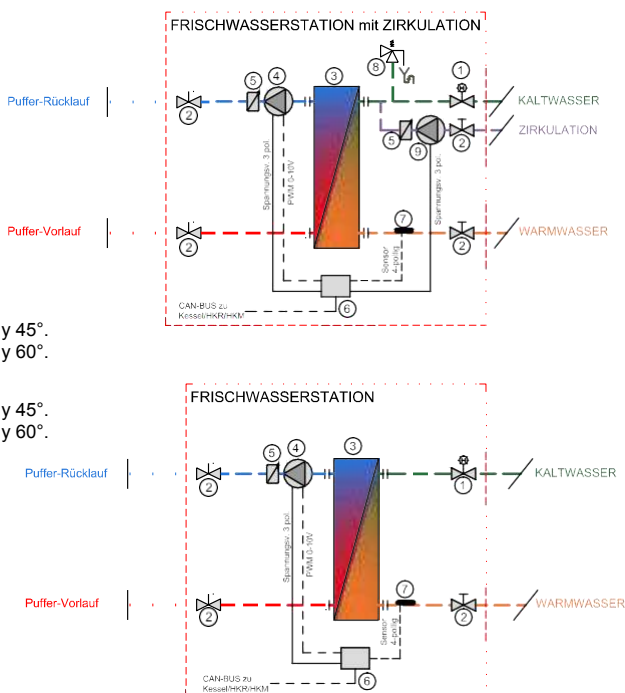 FRISCHWASSERSTATION mit ZIRKULATION
8
1
5
4
3
Puffer-Rücklauf
KALTWASSER
2
ZIRKULATION
5
9
2
Spannungsv. 3 pol.
PWM 0-10V
Spannungsv. 3 pol.
7
Puffer-Vorlauf
WARMWASSER
2
2
Sensor
4-polig
6
CAN-BUS zu
Kessel/HKR/HKM
y 45°.
y 60°.
FRISCHWASSERSTATION
y 45°.
y 60°.
5
4
3
Puffer-Rücklauf
KALTWASSER
2
1
Spannungsv. 3 pol.
PWM 0-10V
7
Puffer-Vorlauf
WARMWASSER
2
2
Sensor
4-polig
6
CAN-BUS zu
Kessel/HKR/HKM